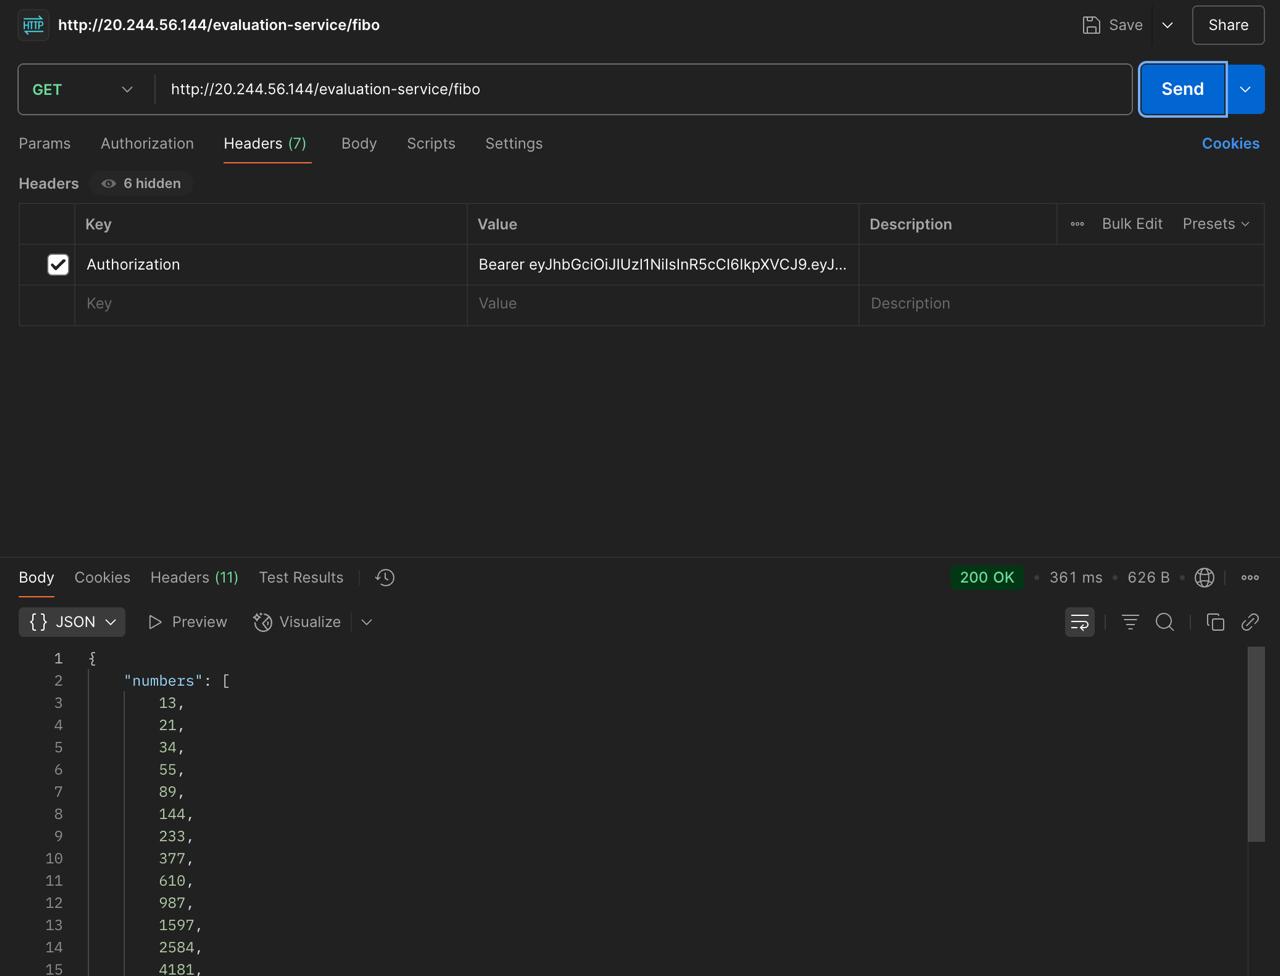 HTTP http://20.244.56.144/evaluation-service/fibo Save Share
GET http://20.244.56.144/evaluation-service/fibo Send
Params Authorization Headers (7) Body Scripts Settings Cookies
Headers 6 hidden
Key Value Description Bulk Edit Presets
Authorization Bearer eyJhbGciOiJIUzI1NiIsInR5cCI6IkpXVCJ9.eyJ...
Key Value Description
Body Cookies Headers (11) Test Results 200 OK • 361 ms • 626 B •
{} JSON Preview Visualize
1 {
2 "numbers": [
3 13,
4 21,
5 34,
6 55,
7 89,
8 144,
9 233,
10 377,
11 610,
12 987,
13 1597,
14 2584,
15 4181,